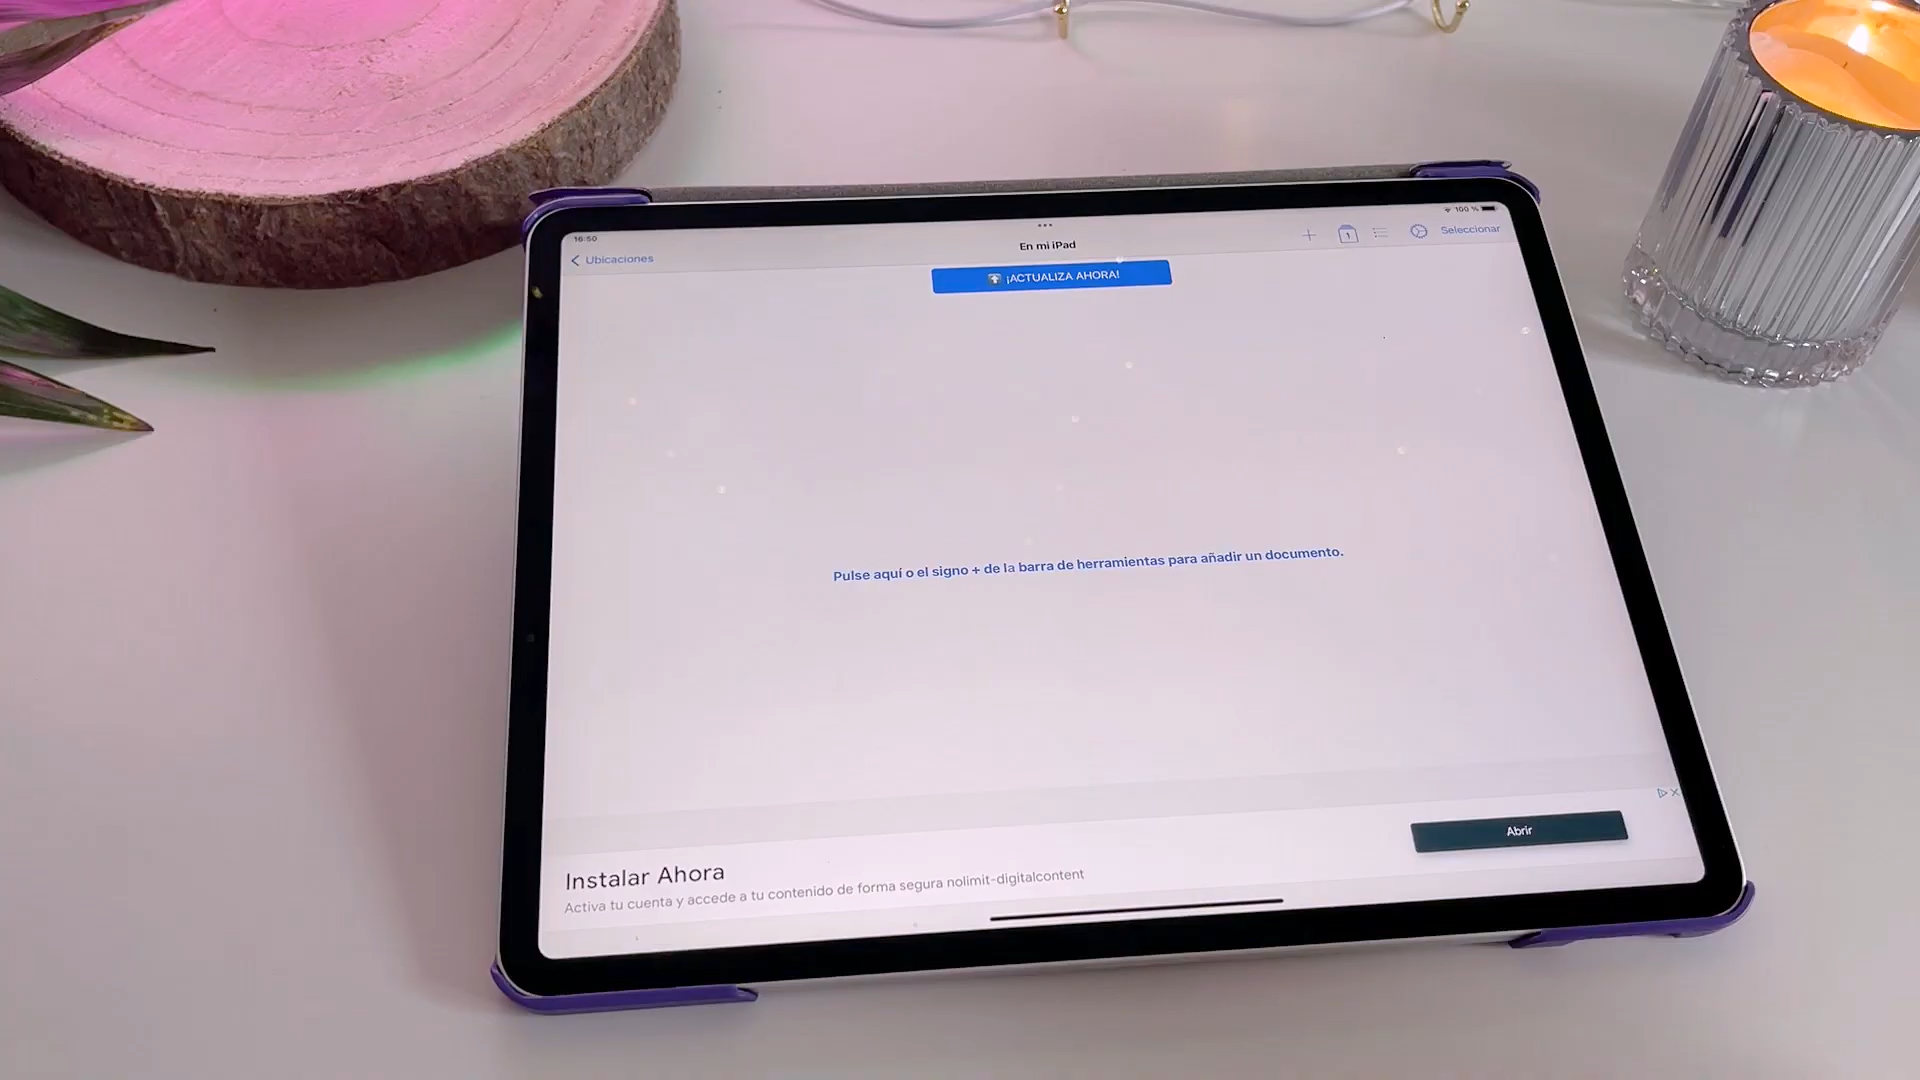 16:50
100 %
Ubicaciones
En mi iPad
1
Seleccionar
¡ACTUALIZA AHORA!
Pulse aquí o el signo + de la barra de herramientas para añadir un documento.
Instalar Ahora
Activa tu cuenta y accede a tu contenido de forma segura nolimit-digitalcontent
Abrir